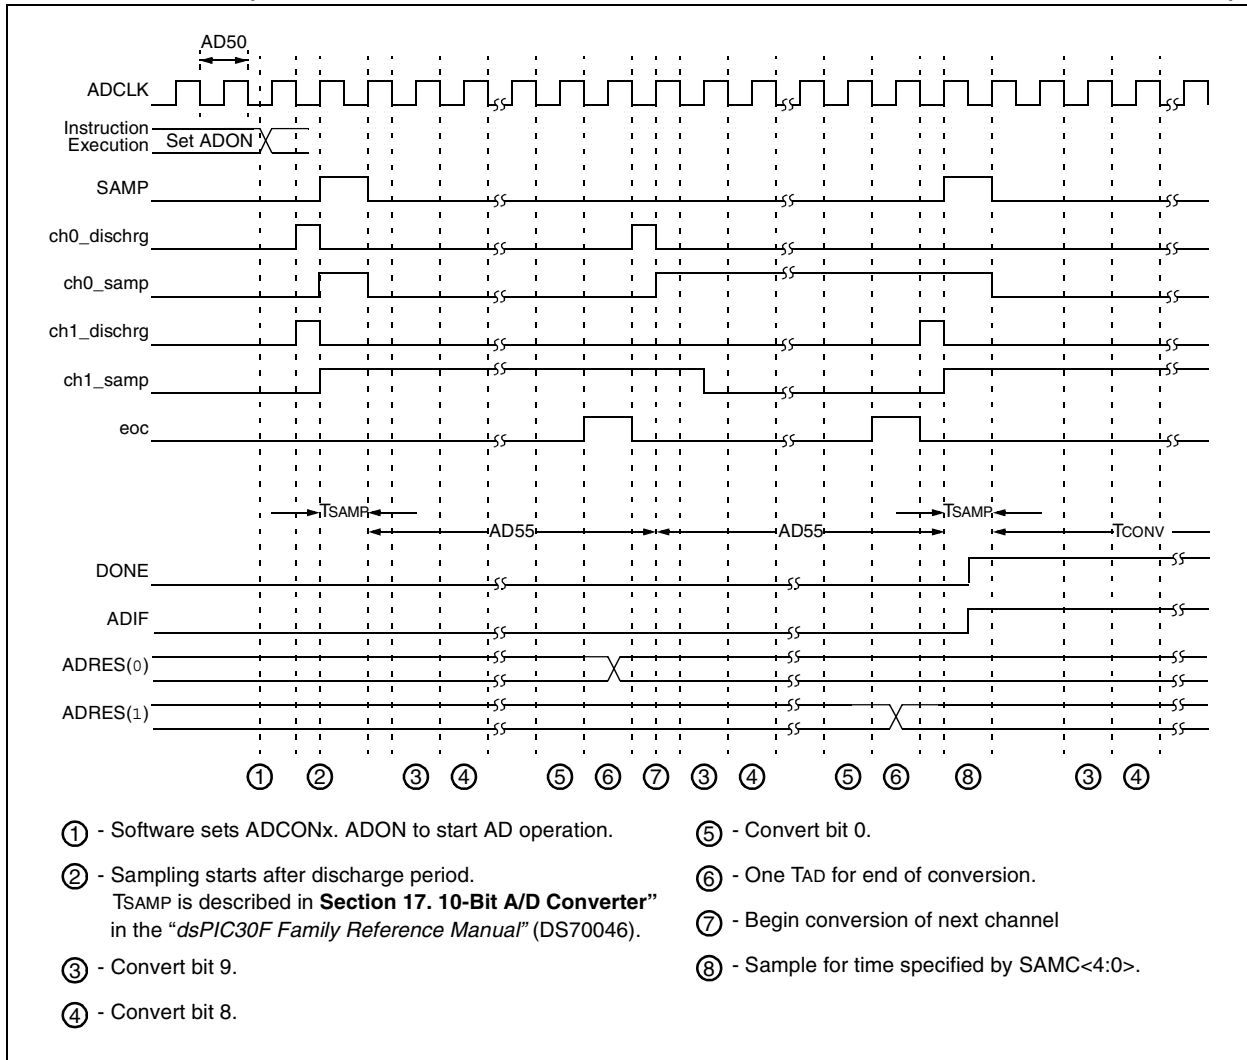 AD50
ADCLK
Instruction
Execution
Set ADON
SAMP
ch0_dischrg
ch0_samp
ch1_dischrg
ch1_samp
eoc
TSAMP
TSAMP
AD55
AD55
TCONV
DONE
ADIF
ADRES(0)
ADRES(1)
1 2 3 4 5 6 7 3 4 5 6 8 3 4
1 - Software sets ADCONx. ADON to start AD operation.
2 - Sampling starts after discharge period.
TSAMP is described in Section 17. 10-Bit A/D Converter"
in the "dsPIC30F Family Reference Manual" (DS70046).
3 - Convert bit 9.
4 - Convert bit 8.
5 - Convert bit 0.
6 - One TAD for end of conversion.
7 - Begin conversion of next channel
8 - Sample for time specified by SAMC<4:0>.